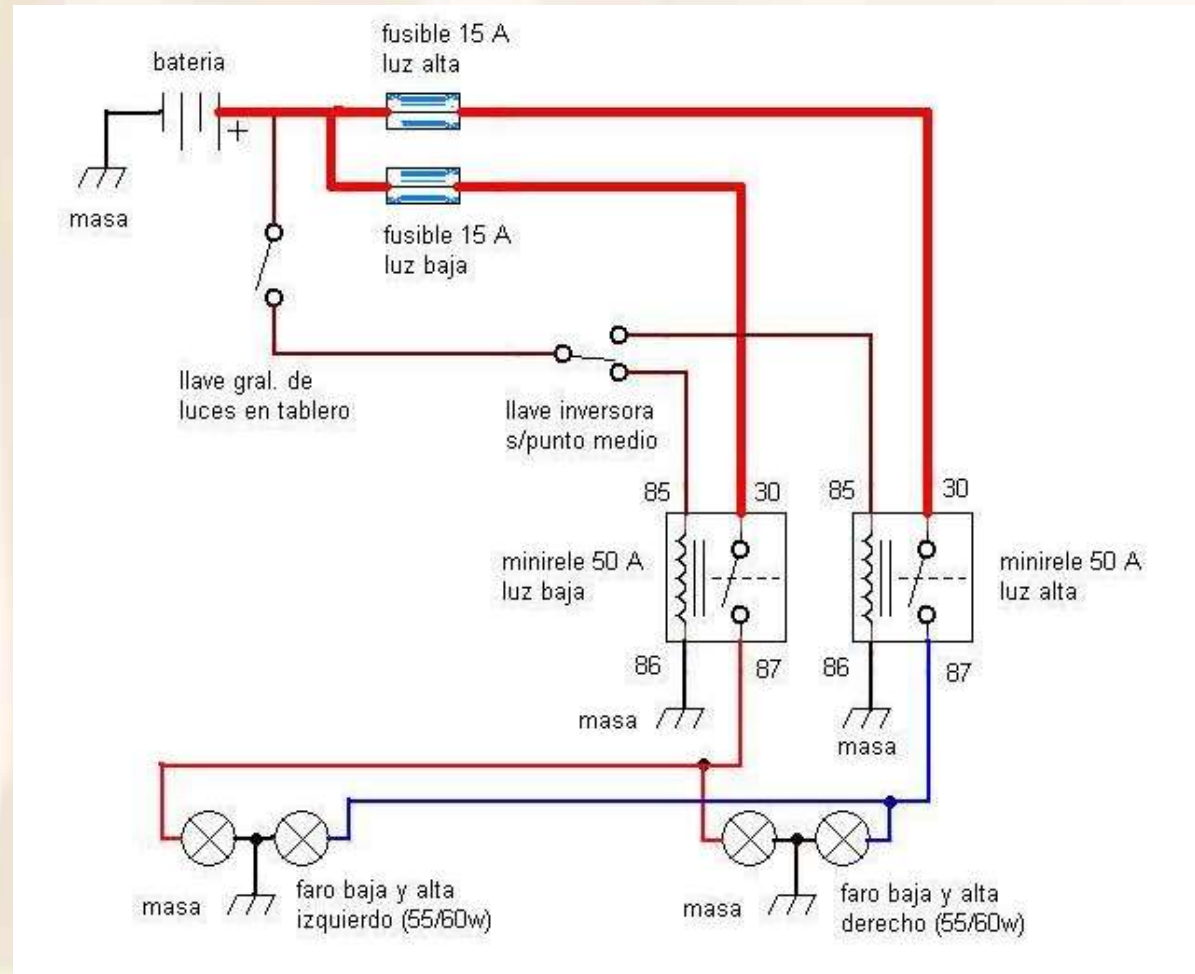 fusible 15 A
luz alta
bateria
+
masa
fusible 15 A
luz baja
llave gral. de
luces en tablero
llave inversora
s/punto medio
85
30
85
30
minirele 50 A
luz baja
minirele 50 A
luz alta
86
87
86
87
masa
masa
masa
faro baja y alta
izquierdo (55/60w)
masa
faro baja y alta
derecho (55/60w)